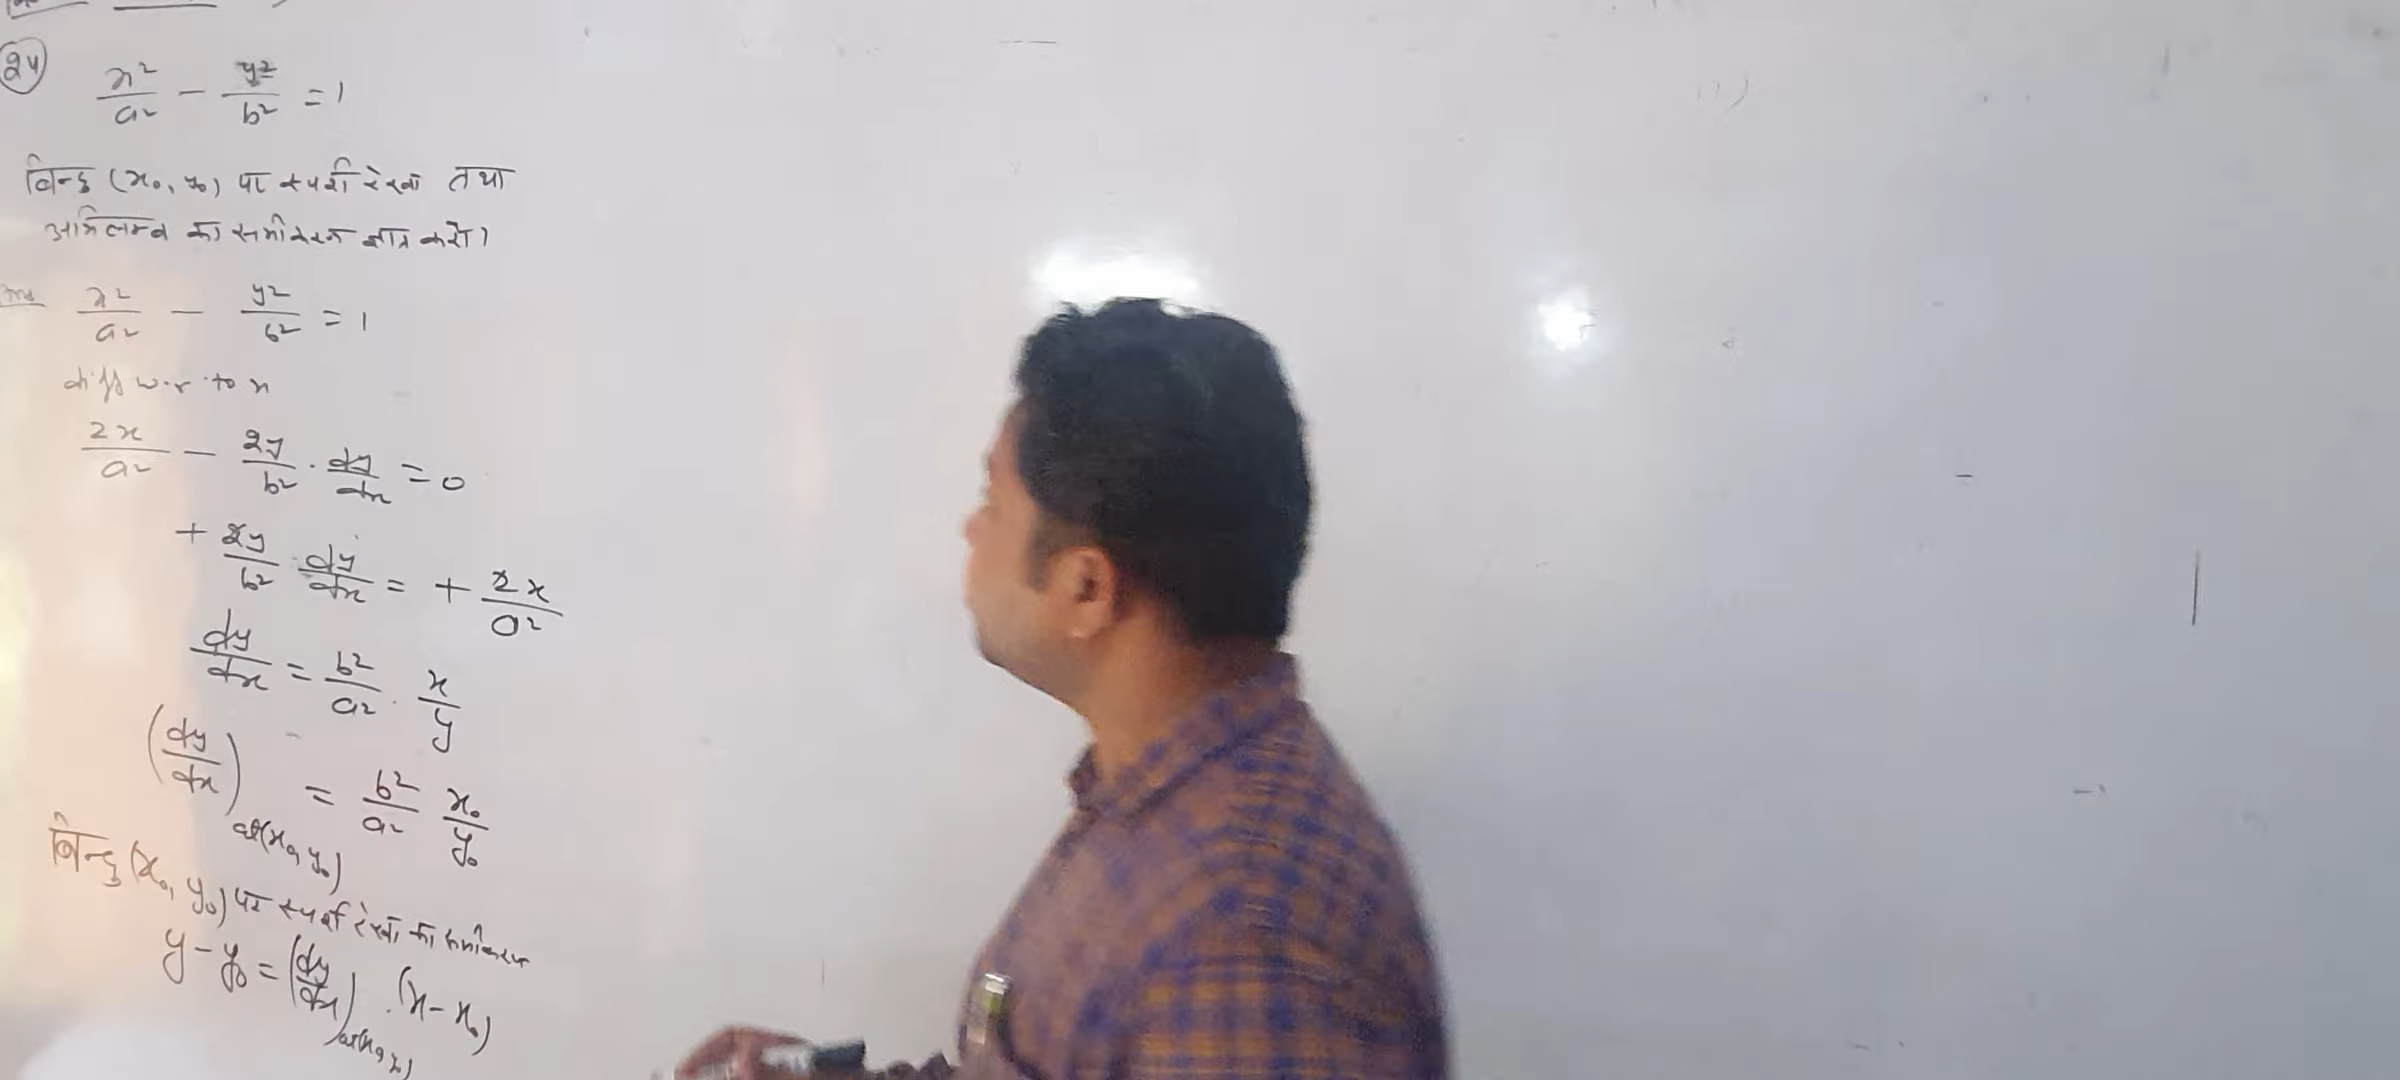 24
x²/a² - y²/b² = 1
बिन्दु (x₀, y₀) पर स्पर्श रेखा तथा
अभिलम्ब का समीकरण ज्ञात करो।
Ans x²/a² - y²/b² = 1
diff w.r.to x
2x/a² - 2y/b² . dy/dx = 0
+ 2y/b² . dy/dx = + 2x/a²
dy/dx = b²/a² . x/y
(dy/dx) at(x₀, y₀) = b²/a² x₀/y₀
बिन्दु (x₀, y₀) पर स्पर्श रेखा का समीकरण
y - y₀ = (dy/dx) . (x - x₀)